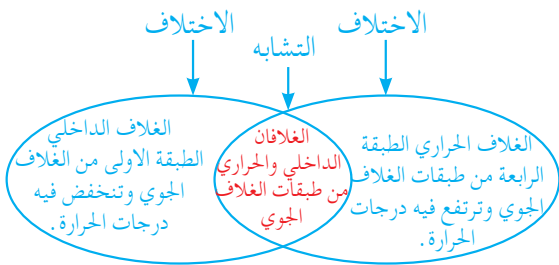 الاختلاف
الاختلاف
التشابه
الغلاف الحراري الطبقة
الرابعة من طبقات الغلاف
الجوي وترتفع فيه درجات
الحرارة .
الغلافان
الداخلي والحراري
من طبقات الغلاف
الجوي
الغلاف الداخلي
الطبقة الاولى من الغلاف
الجوي وتنخفض فيه
درجات الحرارة .